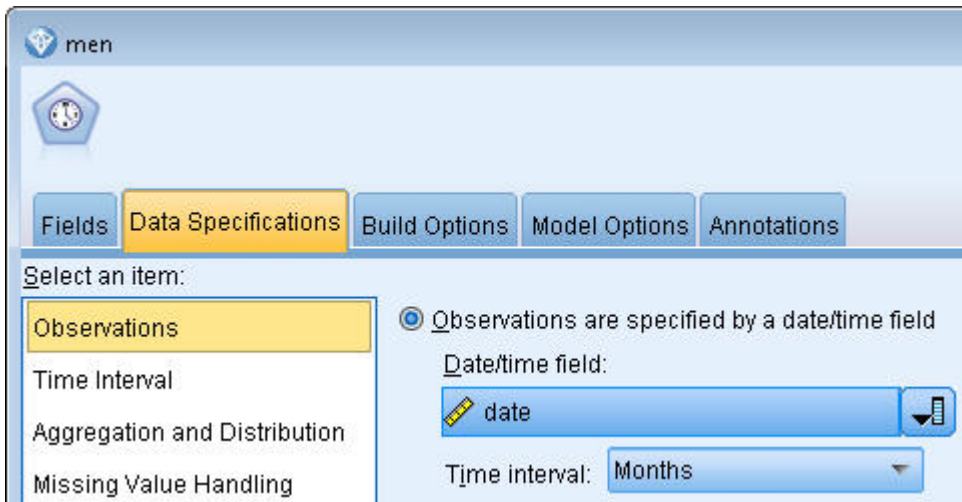 men
Fields Data Specifications Build Options Model Options Annotations
Select an item:
Observations
Time Interval
Aggregation and Distribution
Missing Value Handling
Observations are specified by a date/time field
Date/time field:
date
Time interval: Months